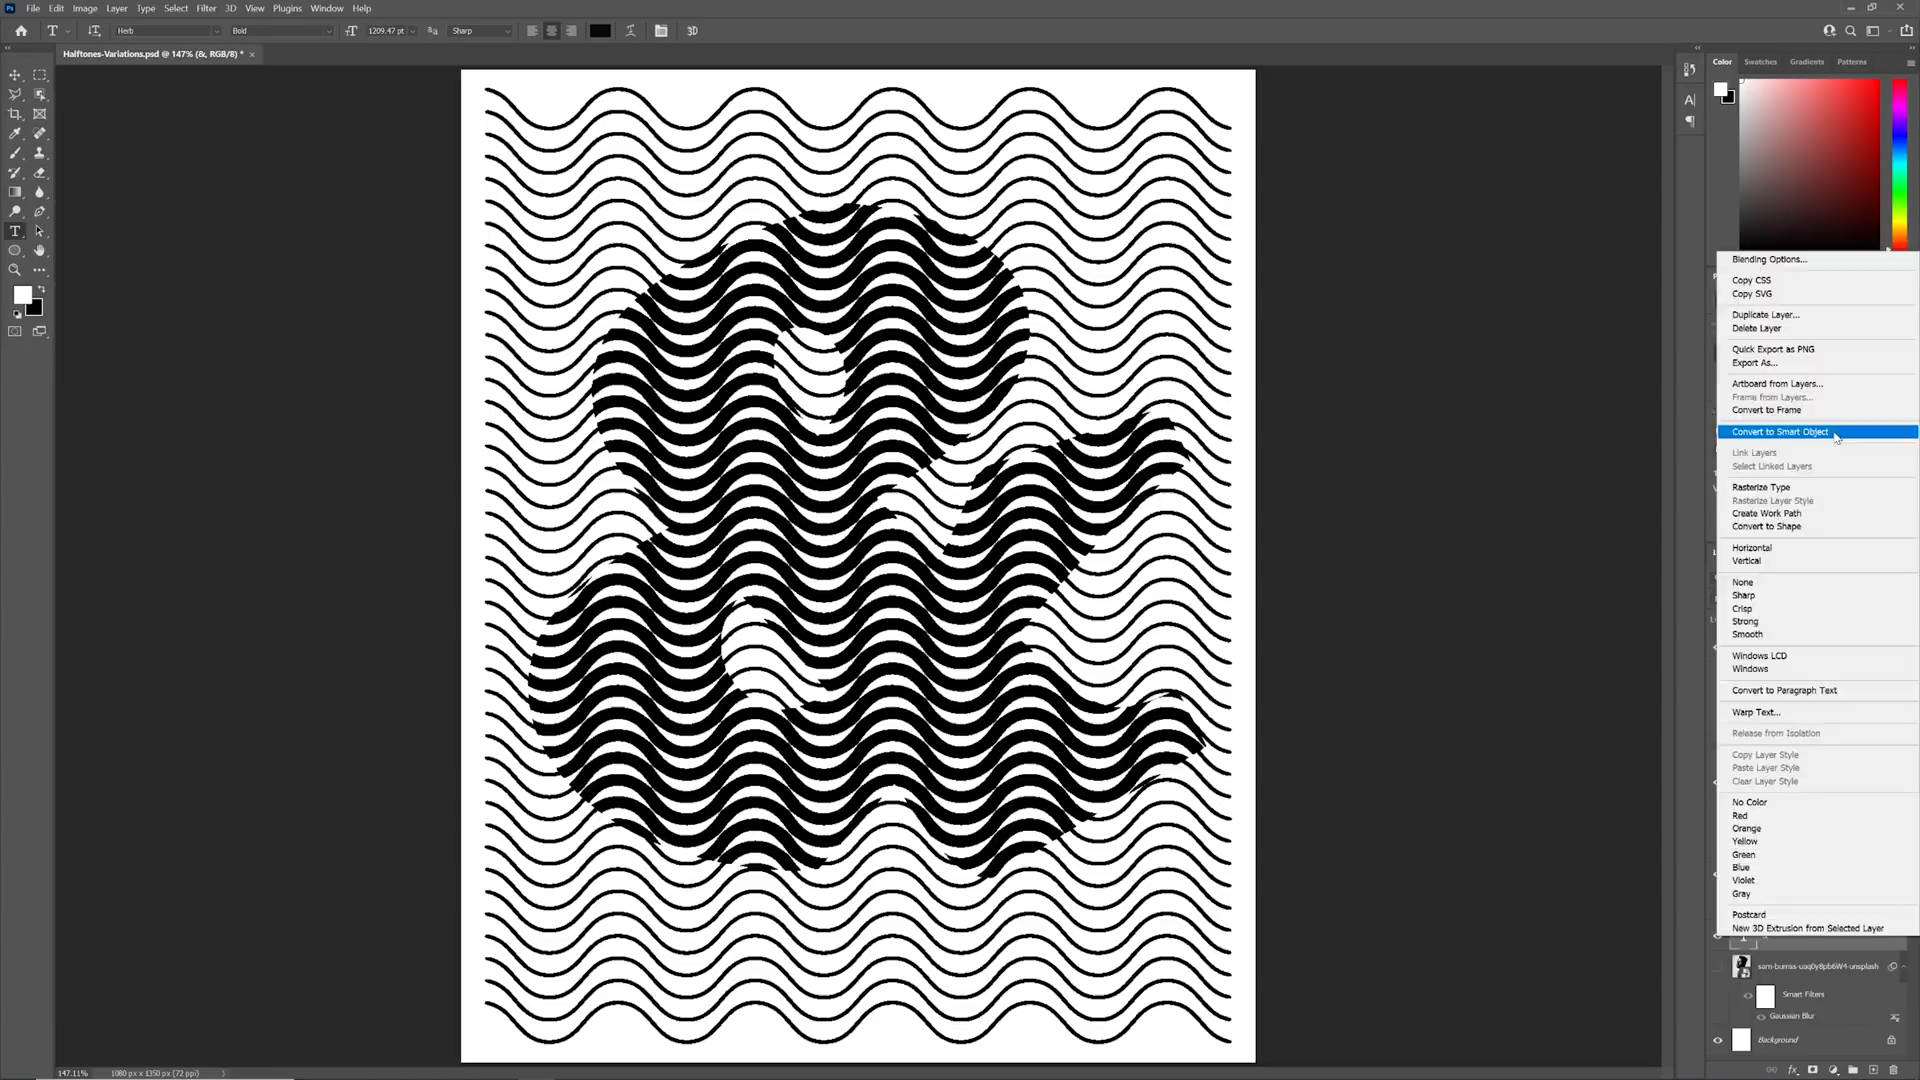 Ps File Edit Image Layer Type Select Filter 3D View Plugins Window Help
T Herb Bold 1209.47 pt Sharp 3D
Halftones-Variations.psd @ 147% (&, RGB/8) * ×
Color Swatches Gradients Patterns
Blending Options...
Copy CSS
Copy SVG
Duplicate Layer...
Delete Layer
Quick Export as PNG
Export As...
Artboard from Layers...
Frame from Layers...
Convert to Frame
Convert to Smart Object
Link Layers
Select Linked Layers
Rasterize Type
Rasterize Layer Style
Create Work Path
Convert to Shape
Horizontal
Vertical
None
Sharp
Crisp
Strong
Smooth
Windows LCD
Windows
Convert to Paragraph Text
Warp Text...
Release from Isolation
Copy Layer Style
Paste Layer Style
Clear Layer Style
No Color
Red
Orange
Yellow
Green
Blue
Violet
Gray
Postcard
New 3D Extrusion from Selected Layer
sam-burriss-uaq0y8pb6W4-unsplash
Smart Filters
Gaussian Blur
Background
147.11% 1080 px x 1350 px (72 ppi)
&